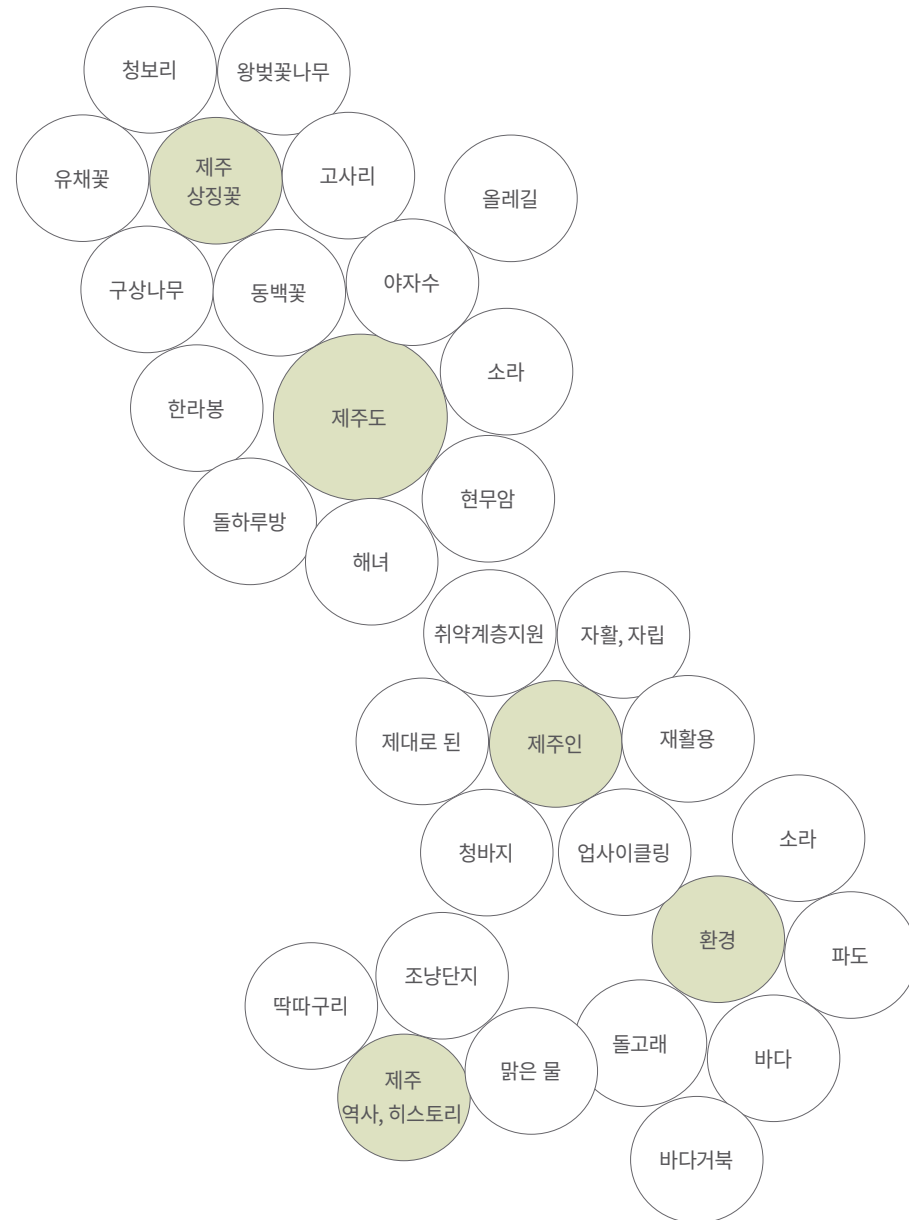 청보리
왕벚꽃나무
유채꽃
제주
상징꽃
고사리
올레길
구상나무
동백꽃
야자수
한라봉
제주도
소라
돌하루방
해녀
현무암
취약계층지원
자활, 자립
제대로 된
제주인
재활용
청바지
업사이클링
소라
환경
파도
딱따구리
조냥단지
제주
역사, 히스토리
맑은 물
돌고래
바다
바다거북